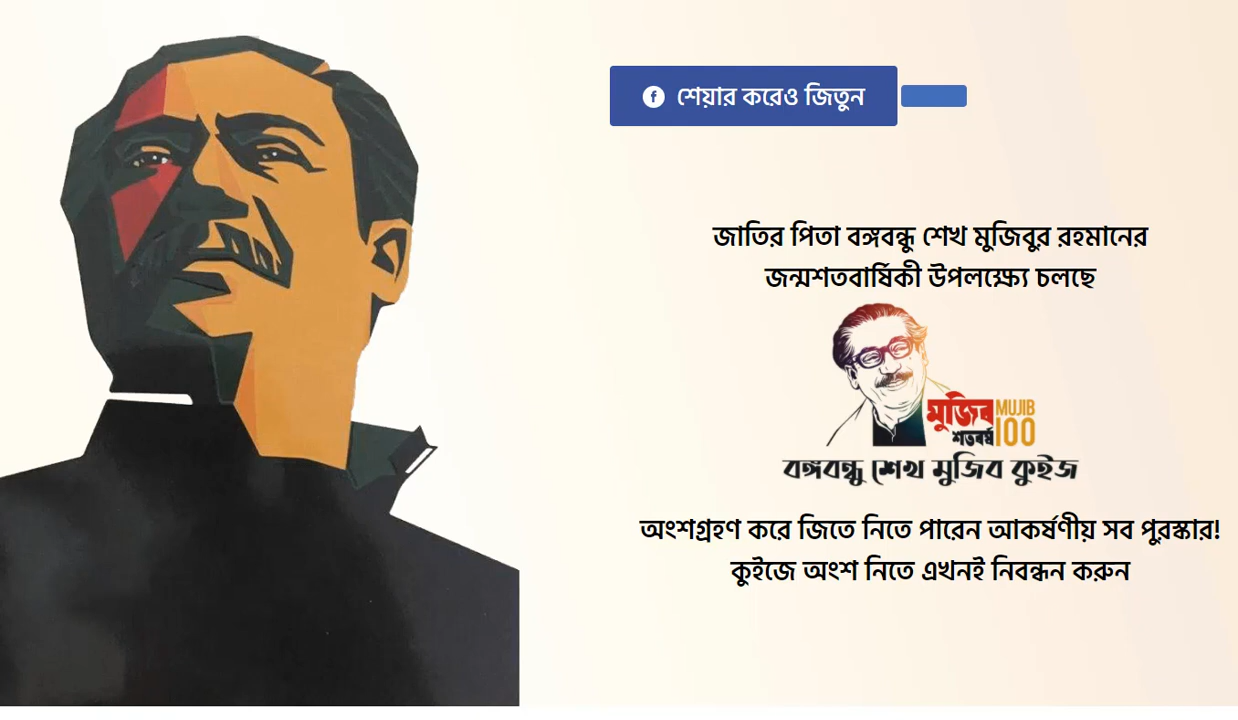 শেয়ার করেও জিতুন
জাতির পিতা বঙ্গবন্ধু শেখ মুজিবুর রহমানের
জন্মশতবার্ষিকী উপলক্ষ্যে চলছে
মুজিব MUJIB
শতবর্ষ 100
বঙ্গবন্ধু শেখ মুজিব কুইজ
অংশগ্রহণ করে জিতে নিতে পারেন আকর্ষণীয় সব পুরস্কার!
কুইজে অংশ নিতে এখনই নিবন্ধন করুন